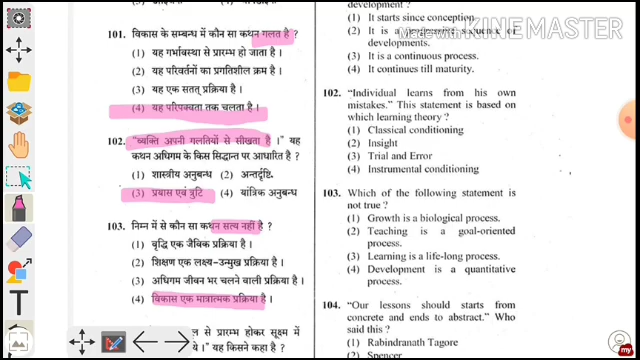 101. विकास के सम्बन्ध में कौन सा कथन गलत है ?
(1) यह गर्भावस्था से प्रारम्भ हो जाता है।
(2) यह परिवर्तनों का प्रगतिशील क्रम है।
(3) यह एक सतत् प्रक्रिया है।
(4) यह परिपक्वता तक चलता है।
102. "व्यक्ति अपनी गलतियों से सीखता है।" यह
कथन अधिगम के किस सिद्धान्त पर आधारित है ?
(1) शास्त्रीय अनुबन्ध (2) अन्तर्दृष्टि
(3) प्रयास एवं त्रुटि (4) यांत्रिक अनुबन्ध
103. निम्न में से कौन सा कथन सत्य नहीं है ?
(1) वृद्धि एक जैविक प्रक्रिया है।
(2) शिक्षण एक लक्ष्य-उन्मुख प्रक्रिया है।
(3) अधिगम जीवन भर चलने वाली प्रक्रिया है।
(4) विकास एक मात्रात्मक प्रक्रिया है।
ल से प्रारम्भ होकर सूक्ष्म में
ये।" यह किसने कहा है ?
development ?
(1) It starts since conception.
(2) It is a sequence of
developments.
(3) It is a continuous process.
(4) It continues till maturity.
102. "Individual learns from his own
mistakes." This statement is based on
which learning theory ?
(1) Classical conditioning
(2) Insight
(3) Trial and Error
(4) Instrumental conditioning
103. Which of the following statement is
not true ?
(1) Growth is a biological process.
(2) Teaching is a goal-oriented
process.
(3) Learning is a life-long process.
(4) Development is a quantitative
process.
104. "Our lessons should starts from
concrete and ends to abstract." Who
said this ?
(1) Rabindranath Tagore
(2) Spencer
Made with KINEMASTER
T
my